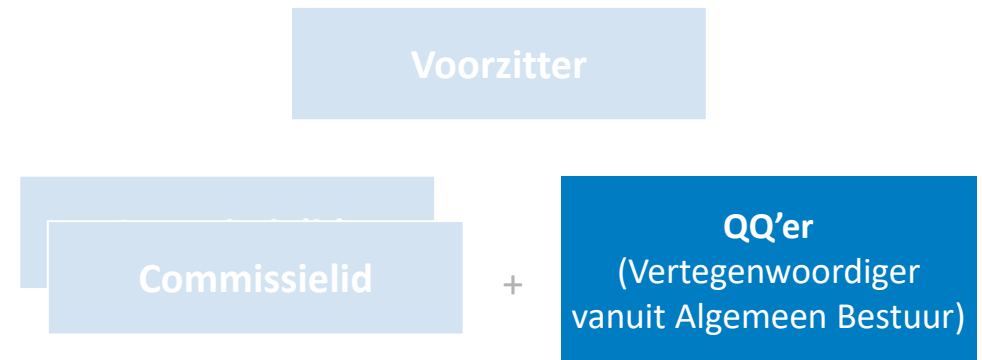 Voorzitter
Commissielid
+
QQ’er
(Vertegenwoordiger
vanuit Algemeen Bestuur)